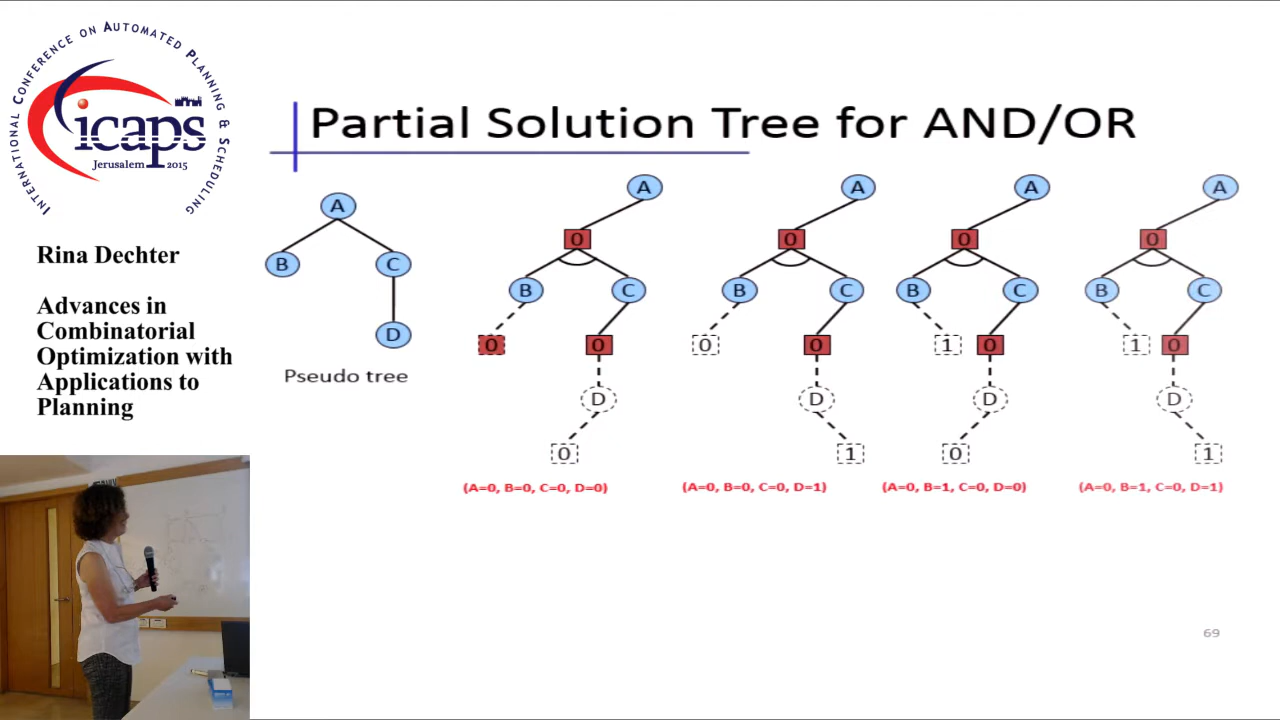 INTERNATIONAL CONFERENCE ON AUTOMATED PLANNING & SCHEDULING
icaps
Jerusalem 2015
Rina Dechter
Advances in
Combinatorial
Optimization with
Applications to
Planning
Partial Solution Tree for AND/OR
A
B C
D
Pseudo tree
A
0
B C
0 0
D
0
(A=0, B=0, C=0, D=0)
A
0
B C
0 0
D
1
(A=0, B=0, C=0, D=1)
A
0
B C
1 0
D
0
(A=0, B=1, C=0, D=0)
A
0
B C
1 0
D
1
(A=0, B=1, C=0, D=1)
69